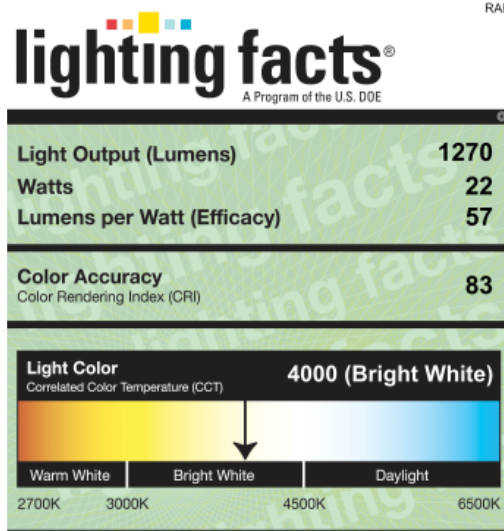 RA
lighting facts®
A Program of the U.S. DOE
Light Output (Lumens) 1270
Watts 22
Lumens per Watt (Efficacy) 57
Color Accuracy 83
Color Rendering Index (CRI)
Light Color 4000 (Bright White)
Correlated Color Temperature (CCT)
Warm White Bright White Daylight
2700K 3000K 4500K 6500K